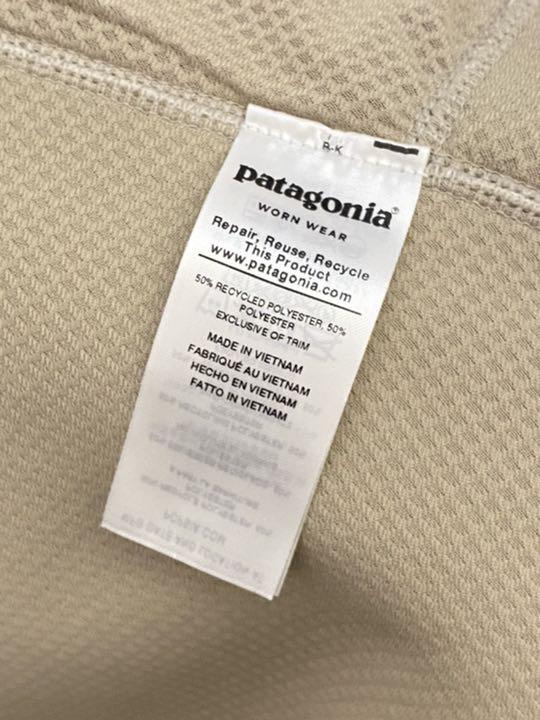 R-K
patagonia®
WORN WEAR
Repair, Reuse, Recycle
This Product
www.patagonia.com
50% RECYCLED POLYESTER, 50%
POLYESTER
EXCLUSIVE OF TRIM
MADE IN VIETNAM
FABRIQUÉ AU VIETNAM
HECHO EN VIETNAM
FATTO IN VIETNAM